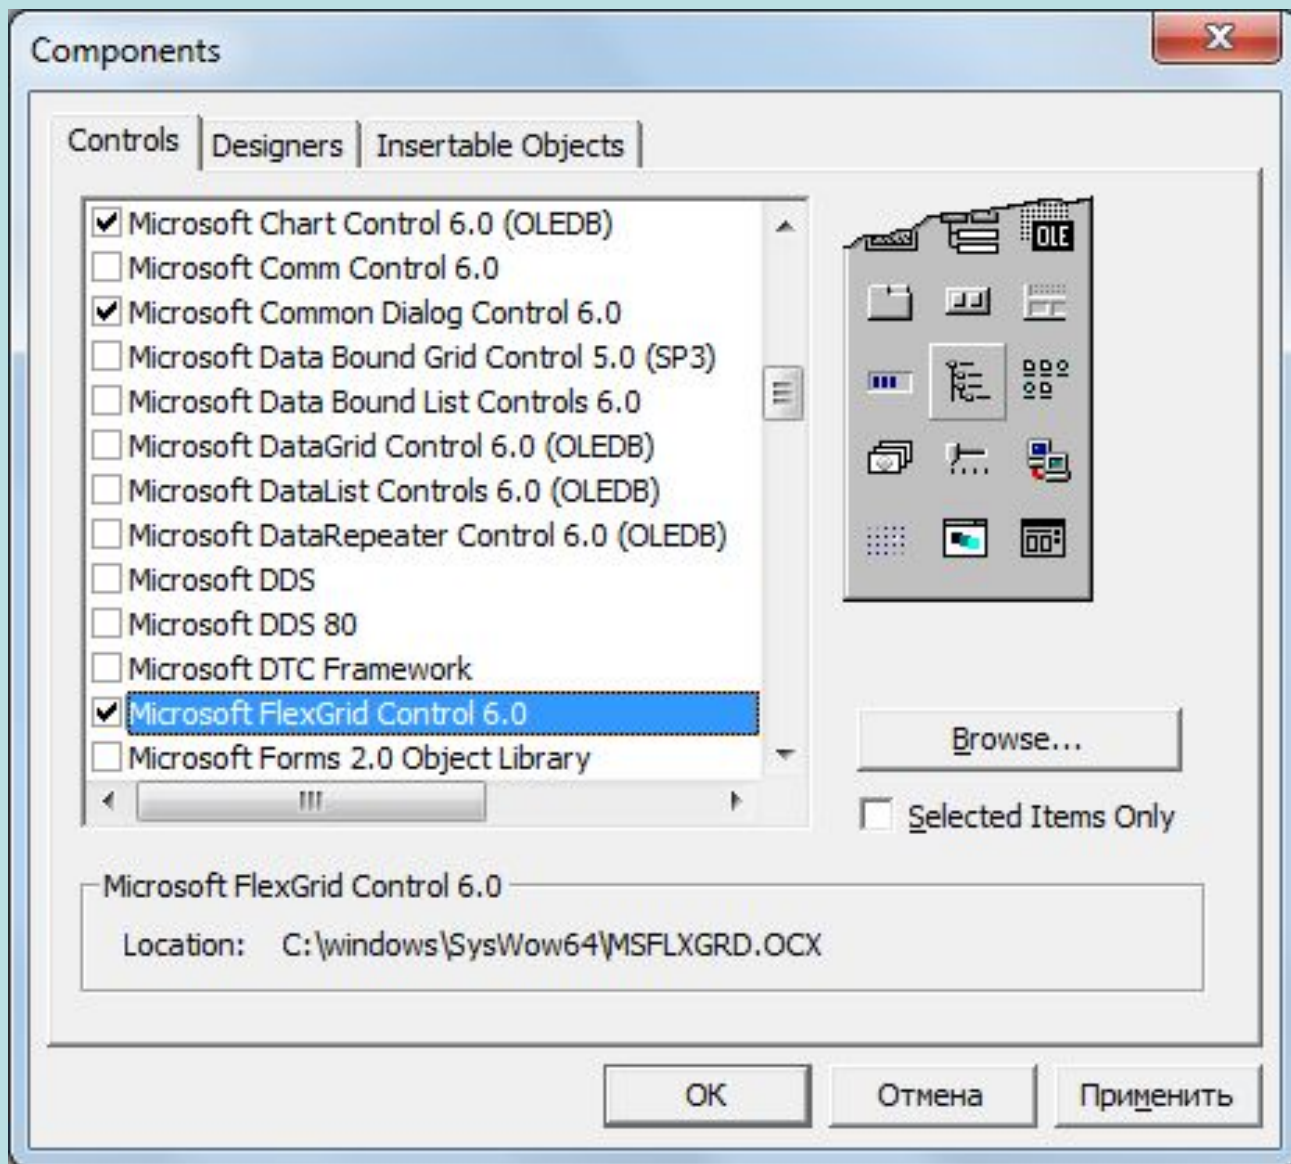 Components
Controls
Designers
Insertable Objects
Microsoft Chart Control 6.0 (OLEDB)
Microsoft Comm Control 6.0
Microsoft Common Dialog Control 6.0
Microsoft Data Bound Grid Control 5.0 (SP3)
Microsoft Data Bound List Controls 6.0
Microsoft DataGrid Control 6.0 (OLEDB)
Microsoft DataList Controls 6.0 (OLEDB)
Microsoft DataRepeater Control 6.0 (OLEDB)
Microsoft DDS
Microsoft DDS 80
Microsoft DTC Framework
Microsoft FlexGrid Control 6.0
Microsoft Forms 2.0 Object Library
OLE
Browse...
Selected Items Only
Microsoft FlexGrid Control 6.0
Location: C:\windows\SysWow64\MSFLXGRD.OCX
ОК
Отмена
Применить